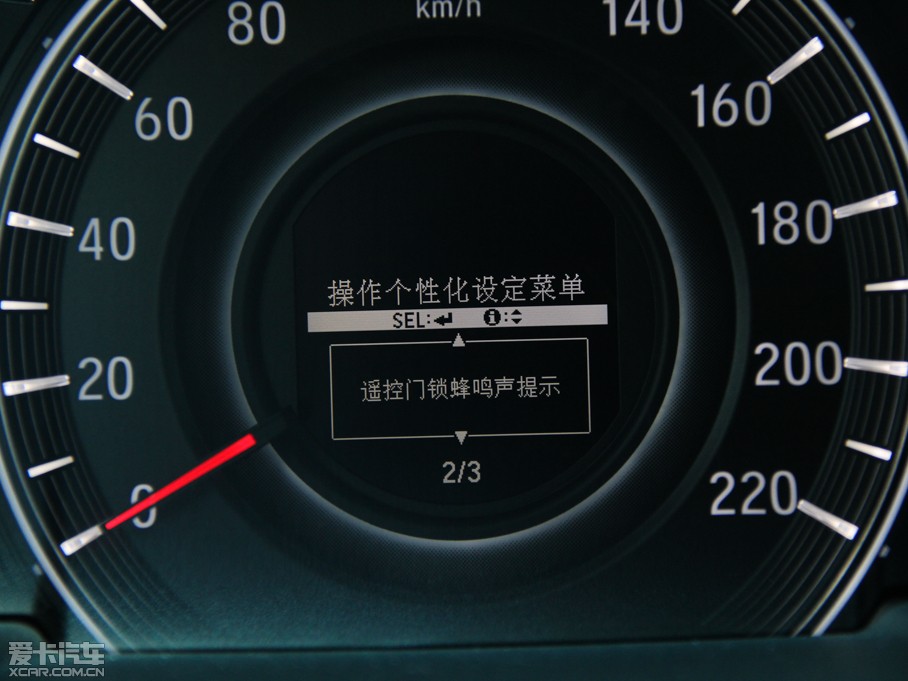 km/h
80
140
60
160
40
180
操作个性化设定菜单
SEL:
i:
20
200
遥控门锁蜂鸣声提示
2/3
0
220
爱卡汽车
XCAR.COM.CN